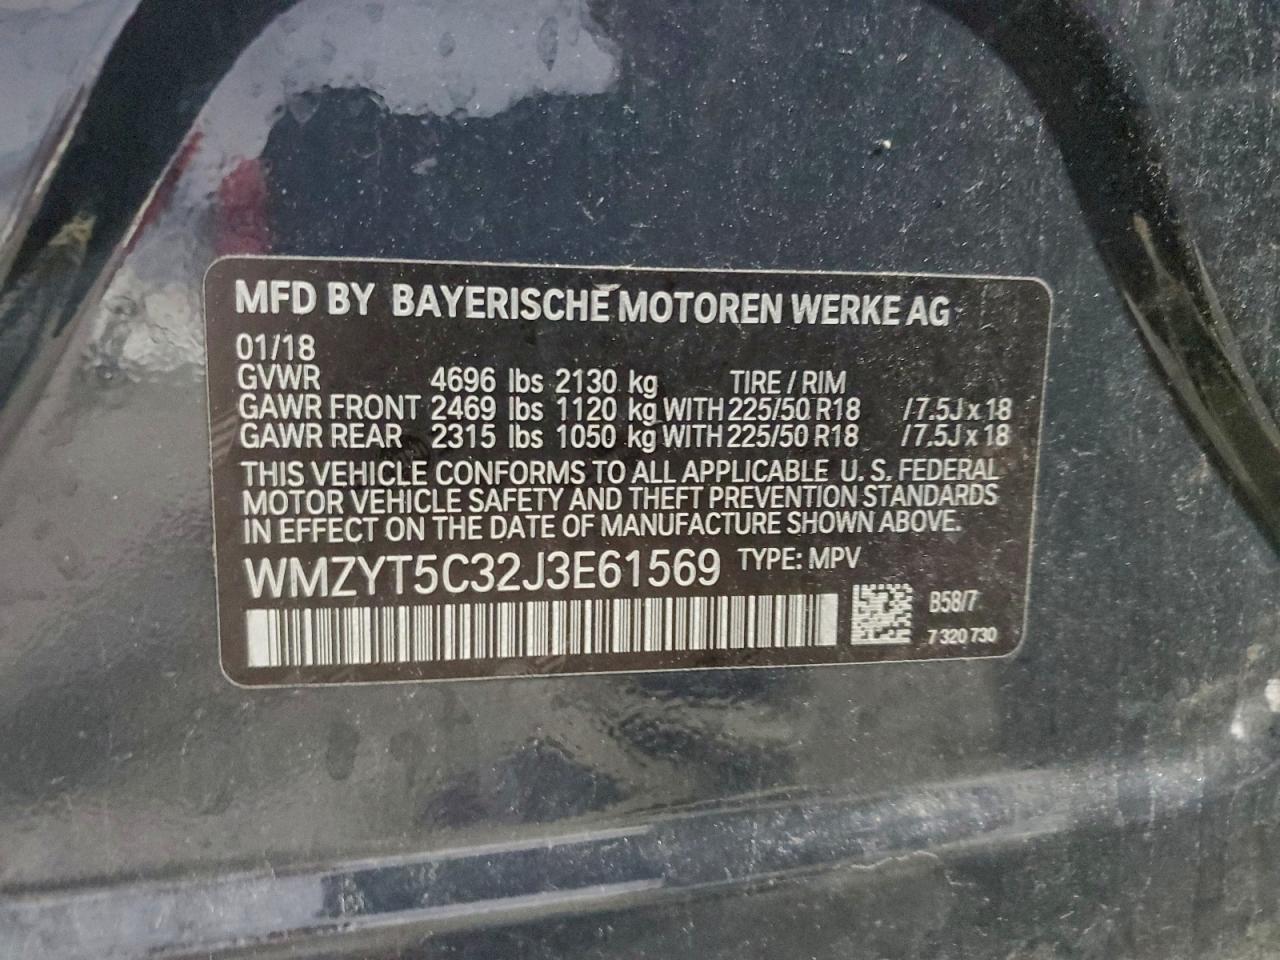 MFD BY BAYERISCHE MOTOREN WERKE AG
01/18
GVWR 4696 lbs 2130 kg TIRE / RIM
GAWR FRONT 2469 lbs 1120 kg WITH 225/50 R18 /7.5J x 18
GAWR REAR 2315 lbs 1050 kg WITH 225/50 R18 /7.5J x 18
THIS VEHICLE CONFORMS TO ALL APPLICABLE U.S. FEDERAL
MOTOR VEHICLE SAFETY AND THEFT PREVENTION STANDARDS
IN EFFECT ON THE DATE OF MANUFACTURE SHOWN ABOVE.
WMZYT5C32J3E61569 TYPE: MPV
B58/7
7 320 730